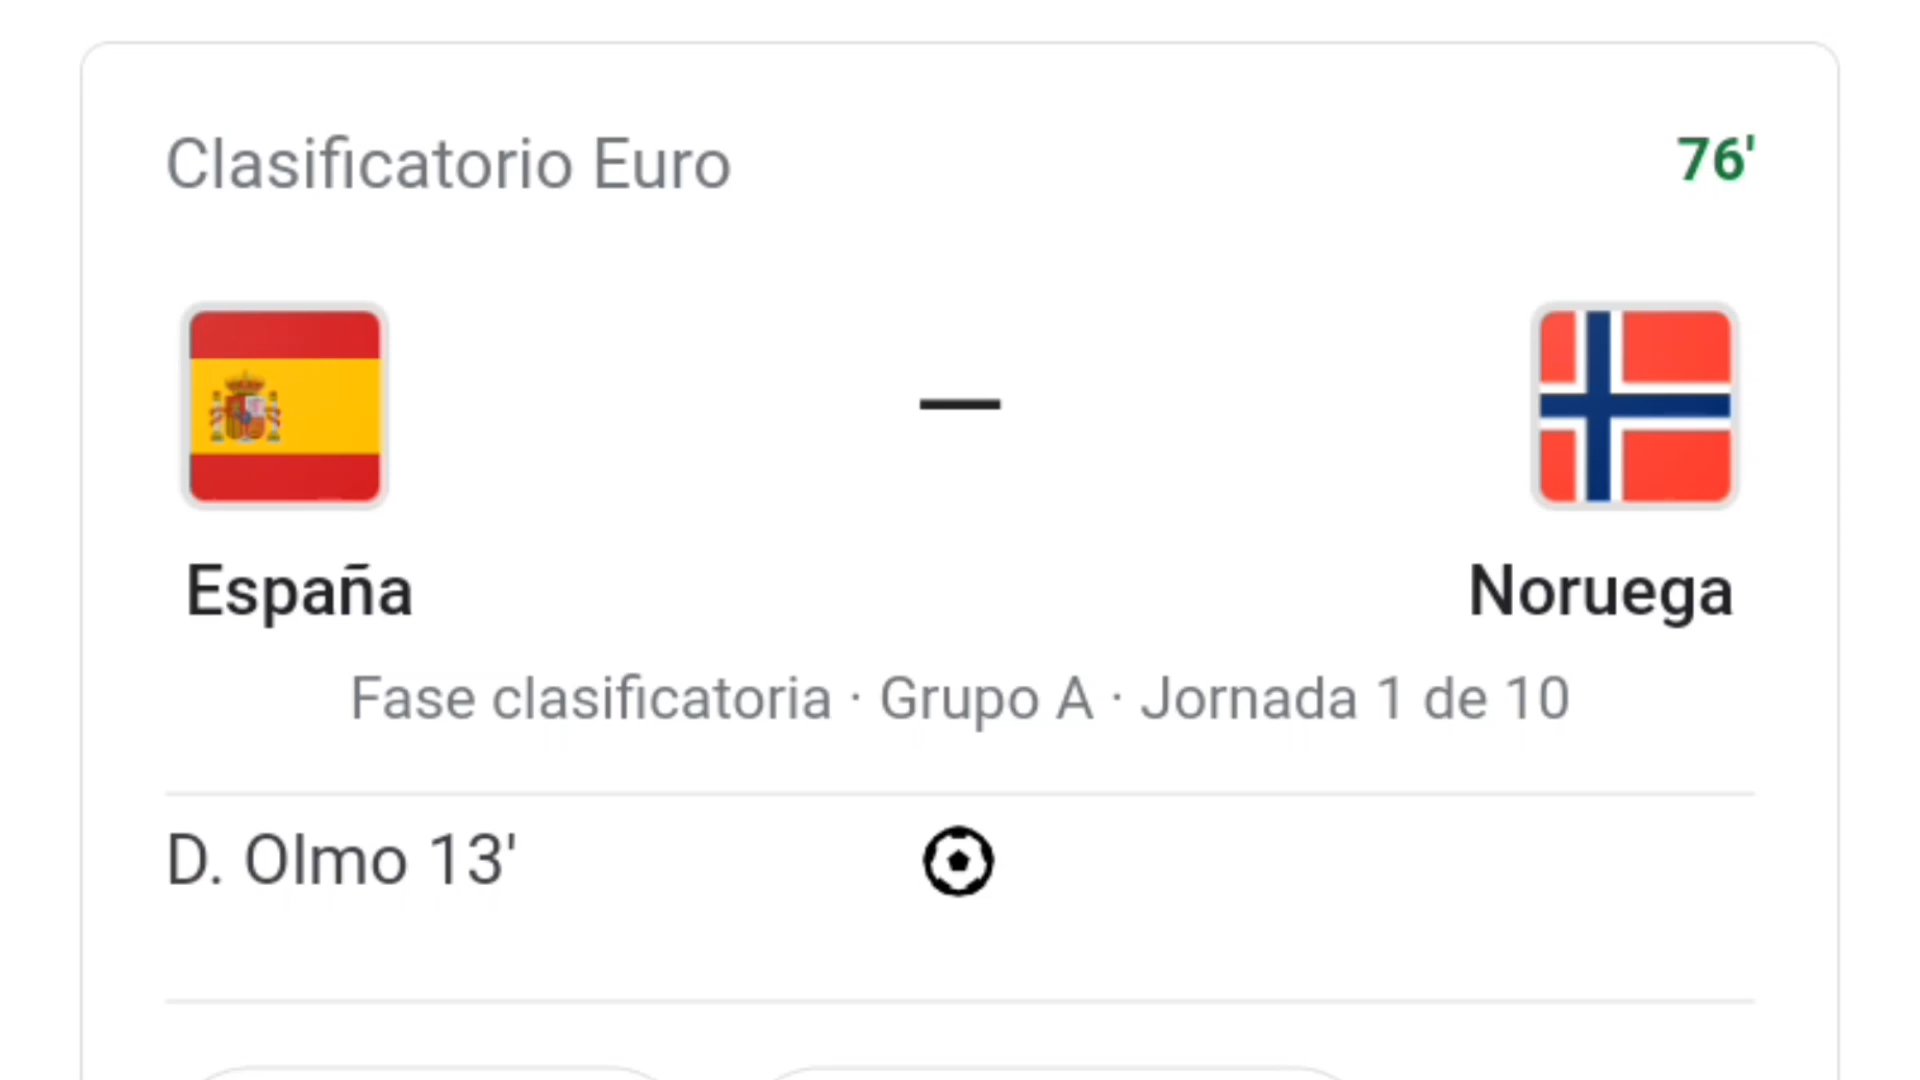 Clasificatorio Euro 76'
—
España Noruega
Fase clasificatoria · Grupo A · Jornada 1 de 10
D. Olmo 13'